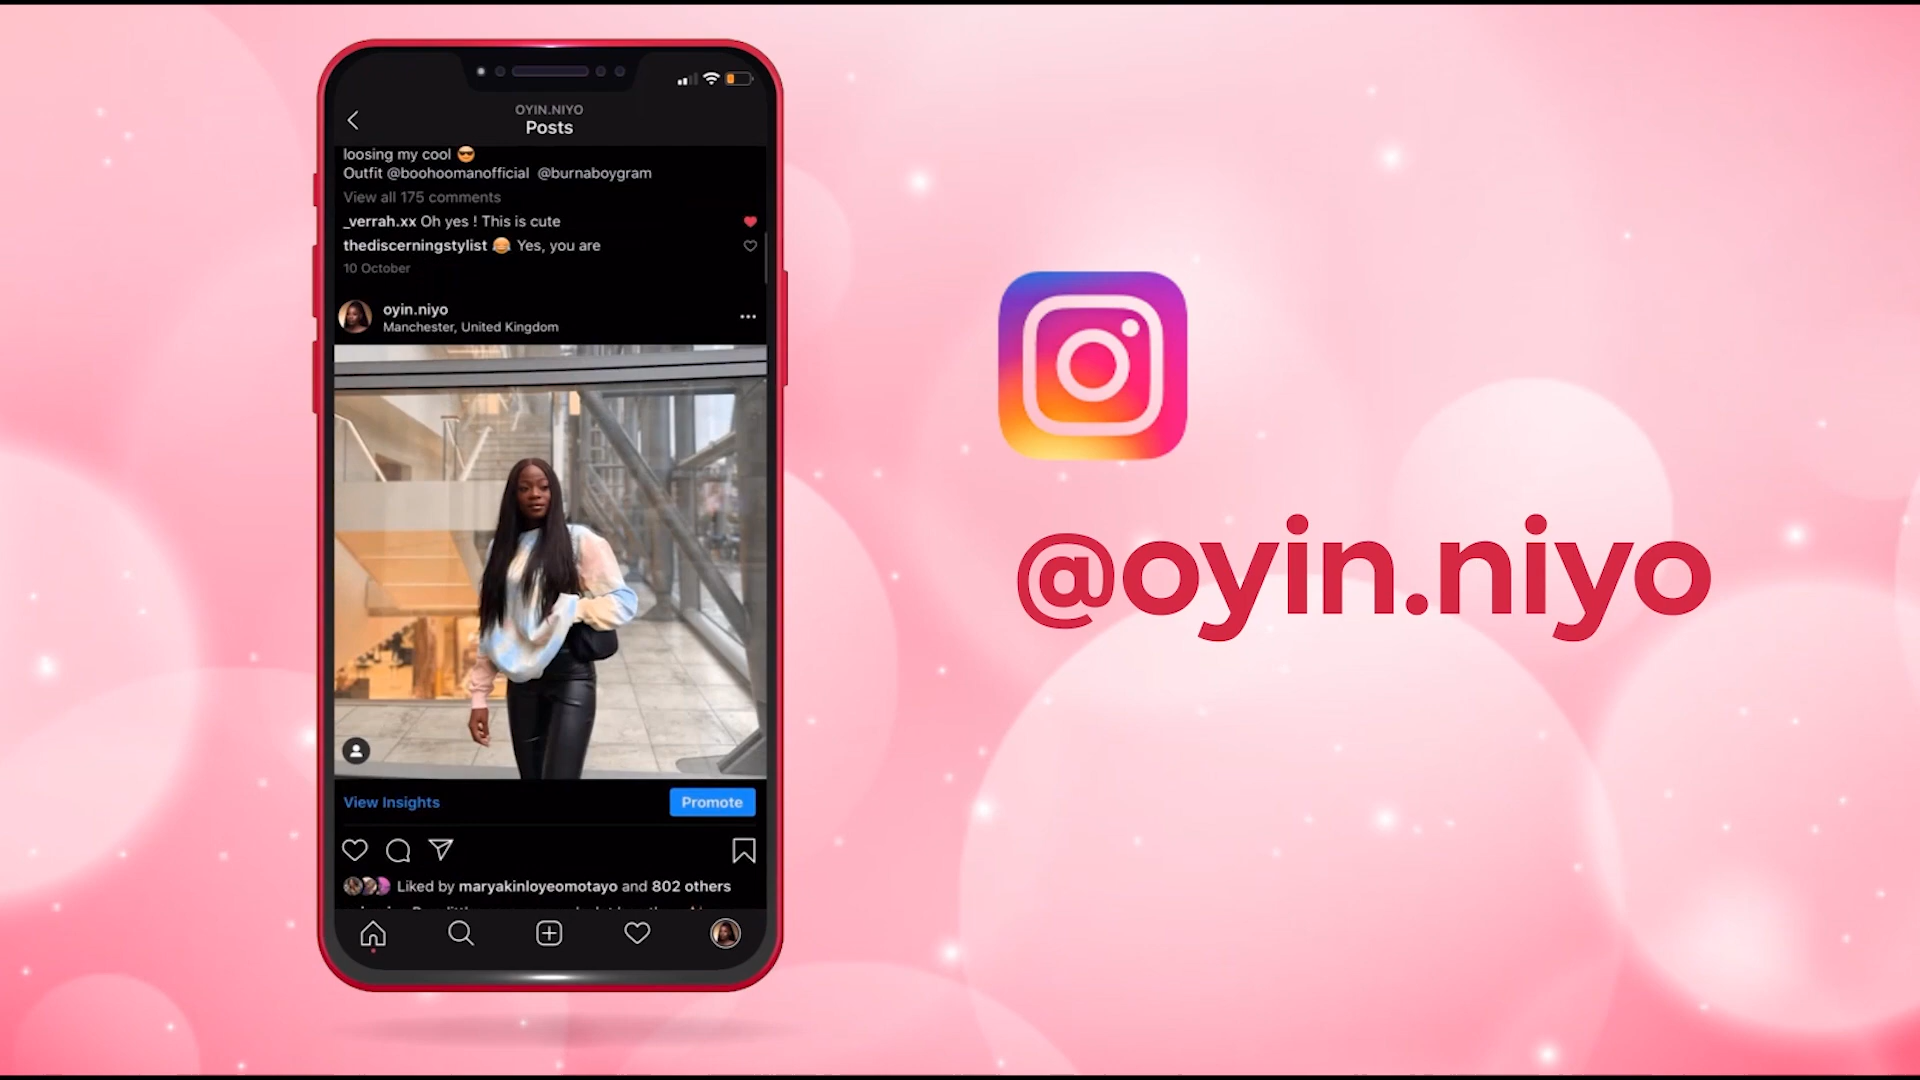 OYIN.NIYO
Posts
loosing my cool 😎
Outfit @boohoomanofficial @burnaboygram
View all 175 comments
_verrah.xx Oh yes ! This is cute
thediscerningstylist 😂 Yes, you are
10 October
oyin.niyo
Manchester, United Kingdom
View Insights
Promote
Liked by maryakinloyeomotayo and 802 others
@oyin.niyo